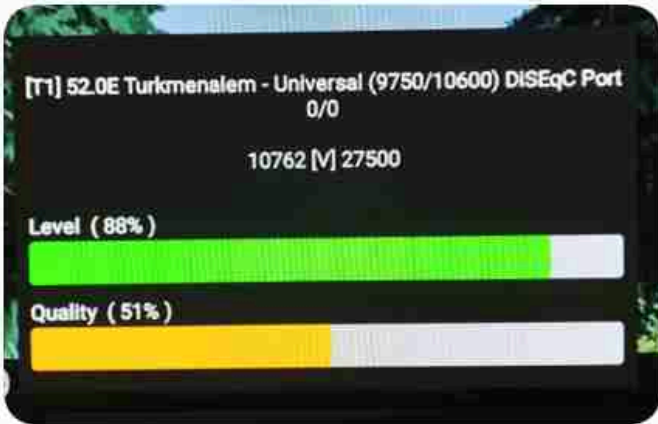 [T1] 52.0E Turkmenalem - Universal (9750/10600) DiSEqC Port
0/0
10762 [V] 27500
Level ( 88% )
Quality ( 51% )